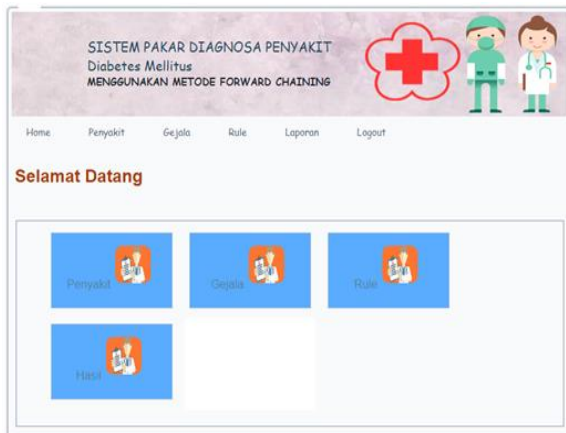 SISTEM PAKAR DIAGNOSA PENYAKIT
Diabetes Mellitus
MENGGUNAKAN METODE FORWARD CHAINING
Home Penyakit Gejala Rule Laporan Logout
Selamat Datang
Penyakit Gejala Rule
Hasil